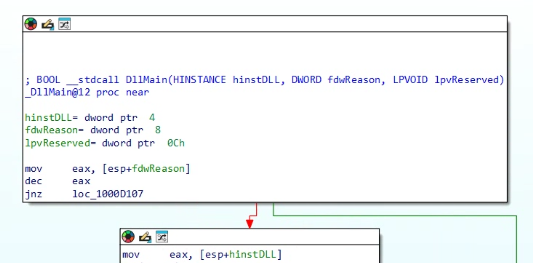 ; BOOL __stdcall DllMain(HINSTANCE hinstDLL, DWORD fdwReason, LPVOID lpvReserved)
_DllMain@12 proc near
hinstDLL= dword ptr  4
fdwReason= dword ptr  8
lpvReserved= dword ptr  0Ch
mov     eax, [esp+fdwReason]
dec     eax
jnz     loc_1000D107
mov     eax, [esp+hinstDLL]